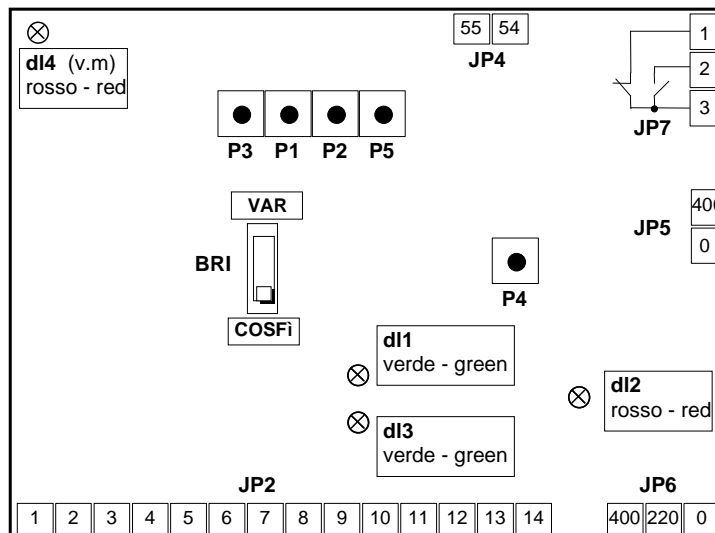 55 54
JP4
1
2
3
JP7
dl4 (v.m)
rosso - red
P3 P1 P2 P5
VAR
BRI
COSFì
JP5
0
P4
dl1
verde - green
dl2
rosso - red
dl3
verde - green
JP2
1 2 3 4 5 6 7 8 9 10 11 12 13 14
JP6
400 220 0